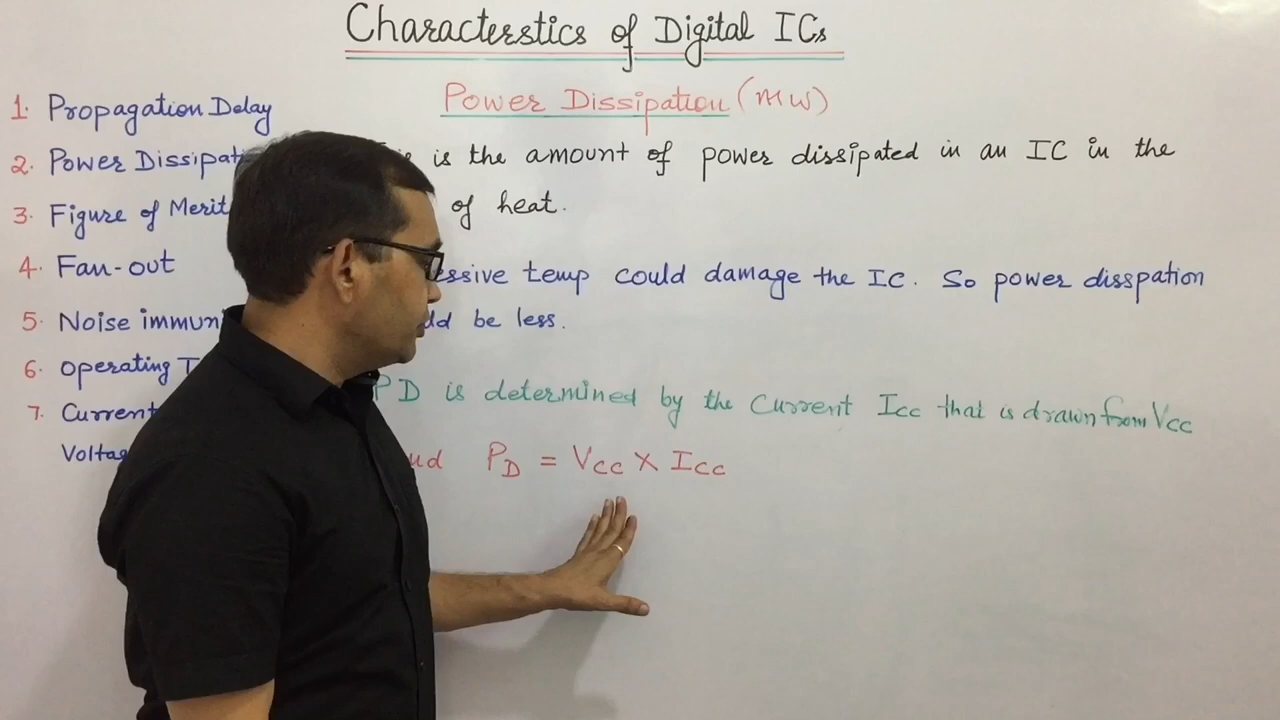 Characterstics of Digital ICs
1. Propagation Delay
2. Power Dissipat
3. Figure of Merit
4. Fan-out
5. Noise immuni
6. Operating T
7. Current
Voltag
Power Dissipation (mW)
is the amount of power dissipated in an IC in the
of heat.
essive temp could damage the IC. So power disspation
ld be less.
PD is determined by the current Icc that is drawn from Vcc
PD = Vcc X Icc